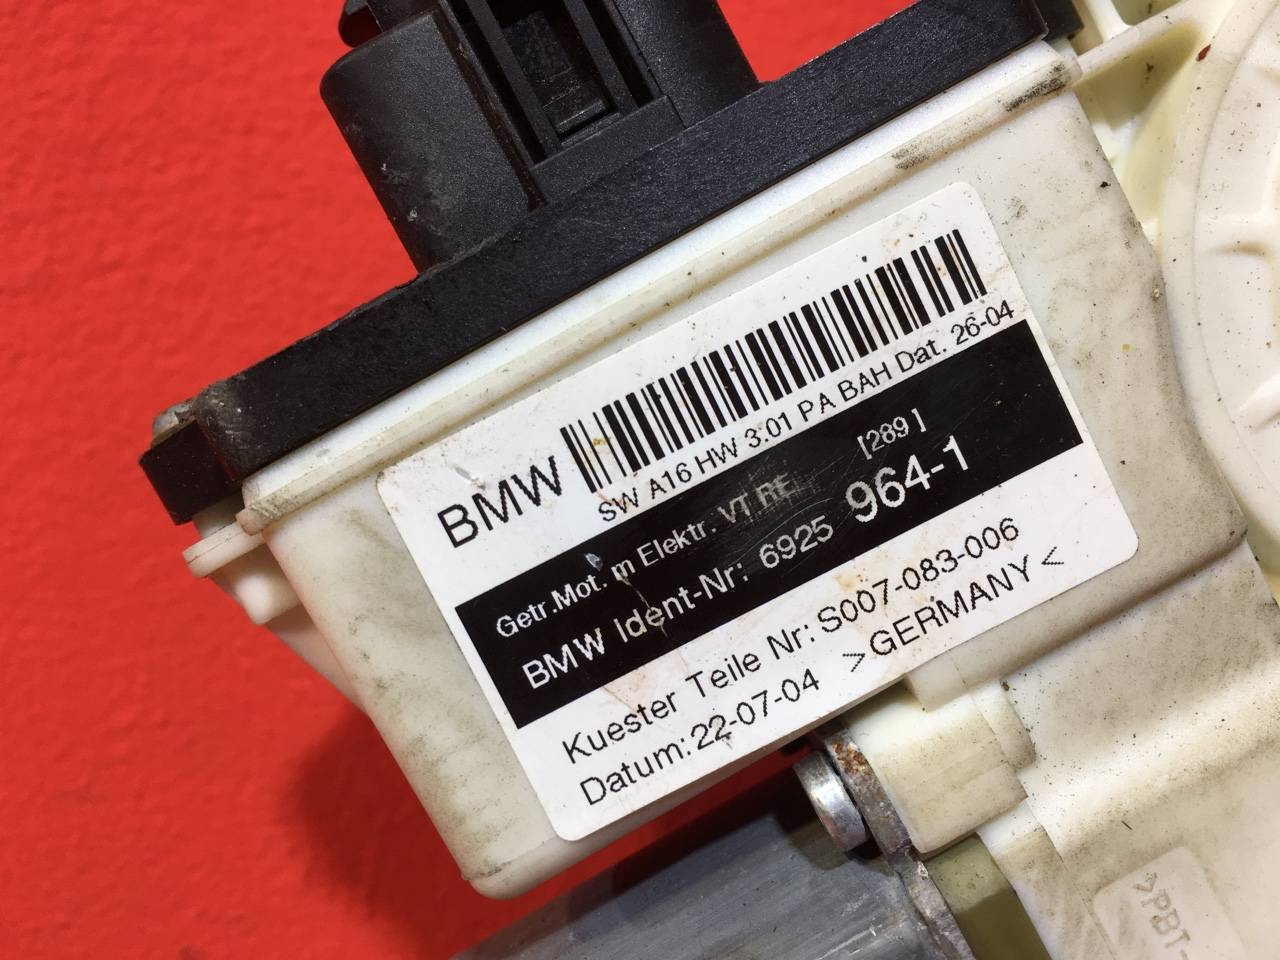 BMW
SW A16 HW 3.01 PA BAH Dat. 26-04
Getr.Mot. m Elektr. VT RE [289 ]
BMW Ident-Nr: 6925 964-1
Kuester Teile Nr: S007-083-006
Datum: 22-07-04 >GERMANY<
>PBT-